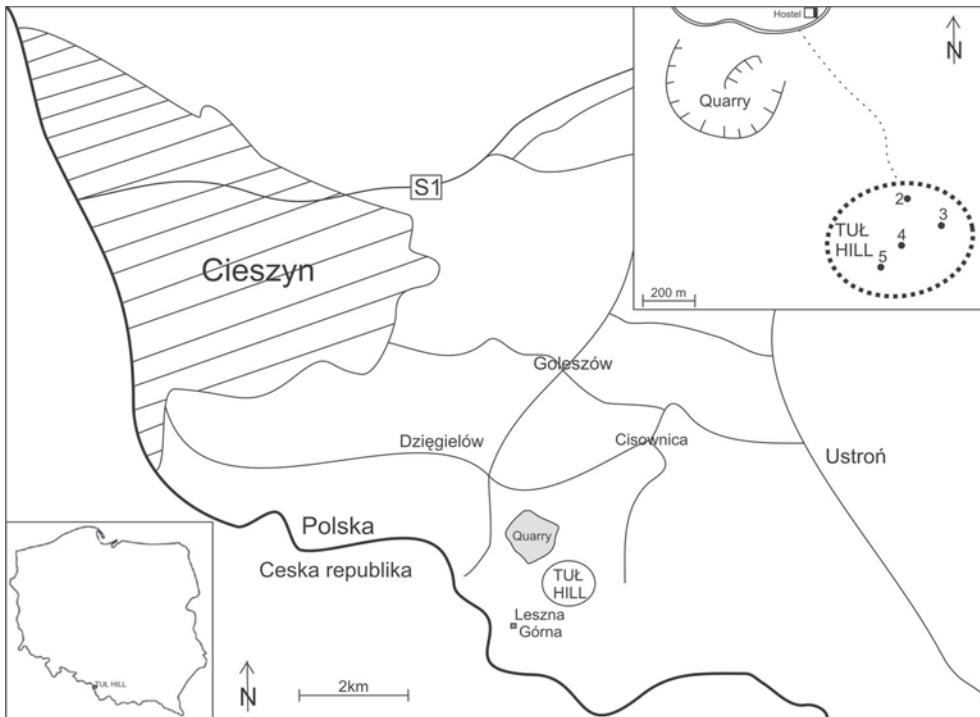 Hostel
N
Quarry
2
3
TUŁ
4
HILL
5
200 m
S1
Cieszyn
Goleszów
Dzięgielów
Cisownica
Ustroń
Polska
Quarry
Ceska republika
TUŁ
HILL
Leszna
Górna
TUŁ HILL
N
2km